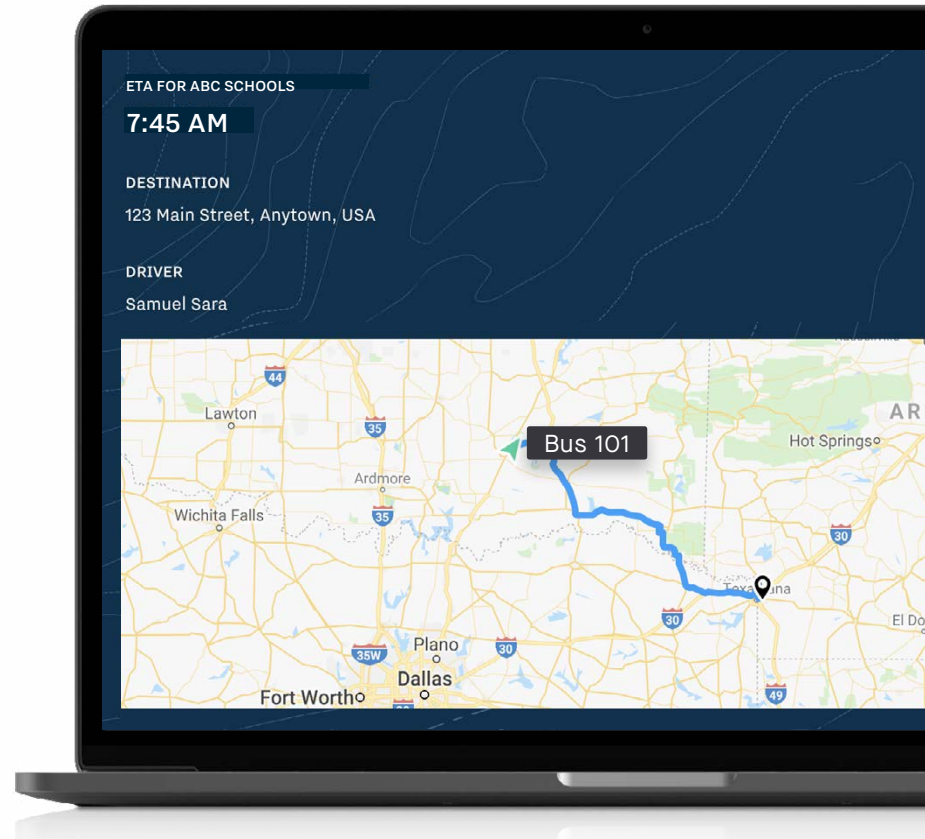 ETA FOR ABC SCHOOLS
7:45 AM
DESTINATION
123 Main Street, Anytown, USA
DRIVER
Samuel Sara
44
Lawton
AR
35
Bus 101
Hot Springs
Ardmore
Wichita Falls
35
30
30
El Do
Plano
35W
30
Dallas
Fort Worth
49